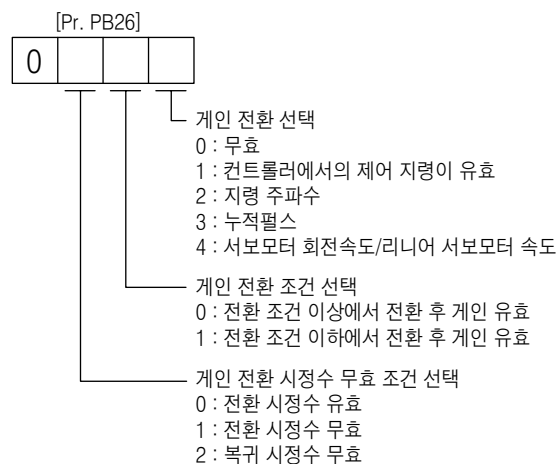 [Pr. PB26]
0
게인 전환 선택
0 : 무효
1 : 컨트롤러에서의 제어 지령이 유효
2 : 지령 주파수
3 : 누적펄스
4 : 서보모터 회전속도/리니어 서보모터 속도
게인 전환 조건 선택
0 : 전환 조건 이상에서 전환 후 게인 유효
1 : 전환 조건 이하에서 전환 후 게인 유효
게인 전환 시정수 무효 조건 선택
0 : 전환 시정수 유효
1 : 전환 시정수 무효
2 : 복귀 시정수 무효